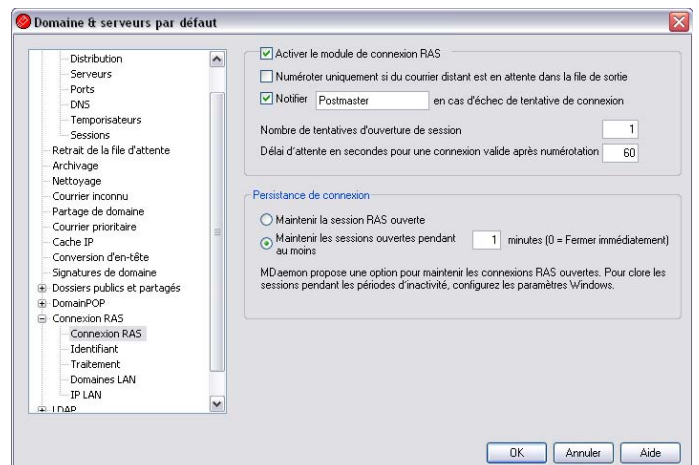 Domaine & serveurs par défaut
Distribution
Serveurs
Ports
DNS
Temporisateurs
Sessions
Retrait de la file d'attente
Archivage
Nettoyage
Courrier inconnu
Partage de domaine
Courrier prioritaire
Cache IP
Conversion d'en-tête
Signatures de domaine
Dossiers publics et partagés
DomainPOP
Connexion RAS
Connexion RAS
Identifiant
Traitement
Domaines LAN
IP LAN
LDAP
Activer le module de connexion RAS
Numéroter uniquement si du courrier distant est en attente dans la file de sortie
Notifier Postmaster en cas d'échec de tentative de connexion
Nombre de tentatives d'ouverture de session 1
Délai d'attente en secondes pour une connexion valide après numérotation 60
Persistance de connexion
Maintenir la session RAS ouverte
Maintenir les sessions ouvertes pendant au moins 1 minutes (0 = Fermer immédiatement)
MDaemon propose une option pour maintenir les connexions RAS ouvertes. Pour clore les
sessions pendant les périodes d'inactivité, configurez les paramètres Windows.
OK Annuler Aide